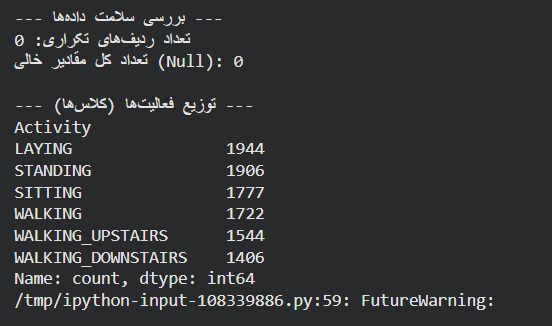 --- بررسی سلامت داده‌ها ---
تعداد ردیف‌های تکراری: 0
تعداد کل مقادیر خالی (Null): 0
--- توزیع فعالیت‌ها (کلاس‌ها) ---
Activity
LAYING 1944
STANDING 1906
SITTING 1777
WALKING 1722
WALKING_UPSTAIRS 1544
WALKING_DOWNSTAIRS 1406
Name: count, dtype: int64
/tmp/ipython-input-108339886.py:59: FutureWarning: